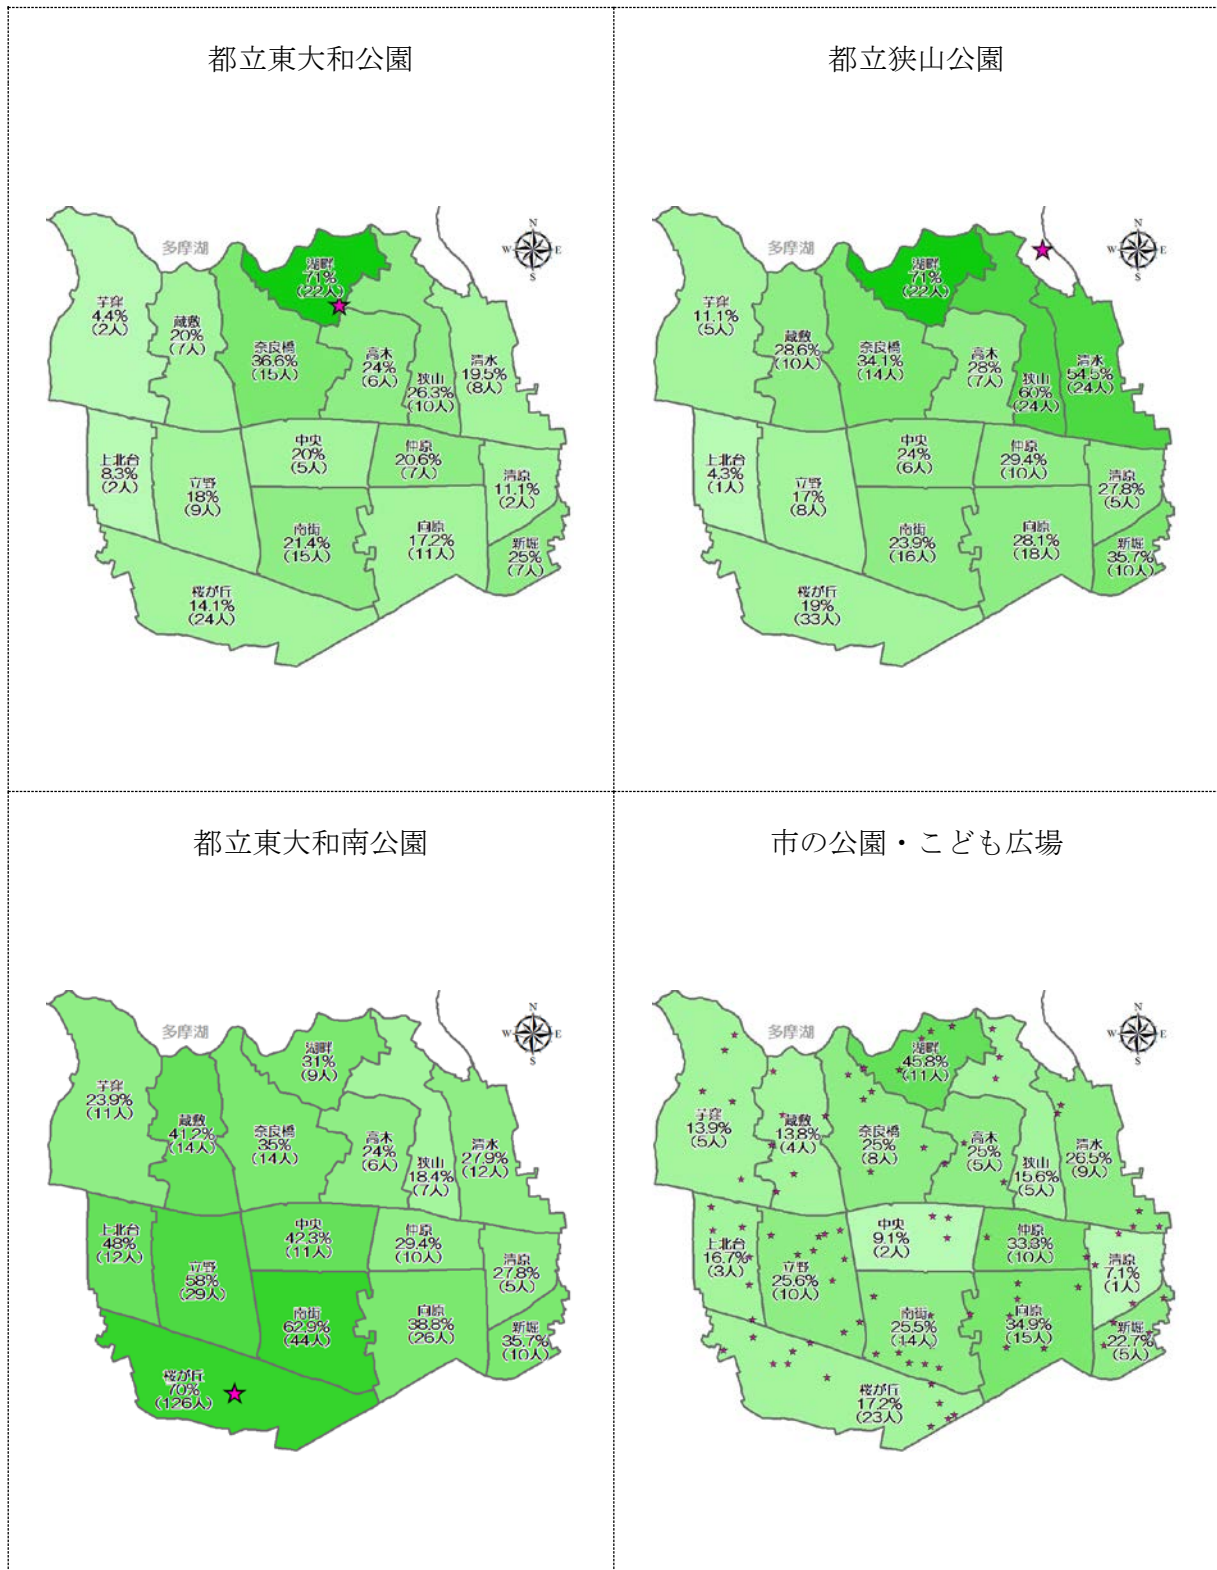 都立東大和公園
多摩湖
N
W
E
S
湖畔
71%
(22人)
芋窪
4.4%
(2人)
蔵敷
20%
(7人)
奈良橋
36.6%
(15人)
高木
24%
(6人)
狭山
26.3%
(10人)
清水
19.5%
(8人)
上北台
8.3%
(2人)
立野
18%
(9人)
中央
20%
(5人)
仲原
20.6%
(7人)
清原
11.1%
(2人)
南街
21.4%
(15人)
向原
17.2%
(11人)
新堀
25%
(7人)
桜が丘
14.1%
(24人)
都立狭山公園
多摩湖
N
W
E
S
湖畔
71%
(22人)
芋窪
11.1%
(5人)
蔵敷
28.6%
(10人)
奈良橋
34.1%
(14人)
高木
28%
(7人)
狭山
60%
(24人)
清水
54.5%
(24人)
上北台
4.3%
(1人)
立野
17%
(8人)
中央
24%
(6人)
仲原
29.4%
(10人)
清原
27.8%
(5人)
南街
23.9%
(16人)
向原
28.1%
(18人)
新堀
35.7%
(10人)
桜が丘
19%
(33人)
都立東大和南公園
多摩湖
N
W
E
S
湖畔
31%
(9人)
芋窪
23.9%
(11人)
蔵敷
41.2%
(14人)
奈良橋
35%
(14人)
高木
24%
(6人)
狭山
18.4%
(7人)
清水
27.9%
(12人)
上北台
48%
(12人)
立野
58%
(29人)
中央
42.3%
(11人)
仲原
29.4%
(10人)
清原
27.8%
(5人)
南街
62.9%
(44人)
向原
38.8%
(26人)
新堀
35.7%
(10人)
桜が丘
70%
(126人)
市の公園・こども広場
多摩湖
N
W
E
S
湖畔
45.8%
(11人)
芋窪
13.9%
(5人)
蔵敷
13.8%
(4人)
奈良橋
25%
(8人)
高木
25%
(5人)
狭山
15.6%
(5人)
清水
26.5%
(9人)
上北台
16.7%
(3人)
立野
25.6%
(10人)
中央
9.1%
(2人)
仲原
33.3%
(10人)
清原
7.1%
(1人)
南街
25.5%
(14人)
向原
34.9%
(15人)
新堀
22.7%
(5人)
桜が丘
17.2%
(23人)